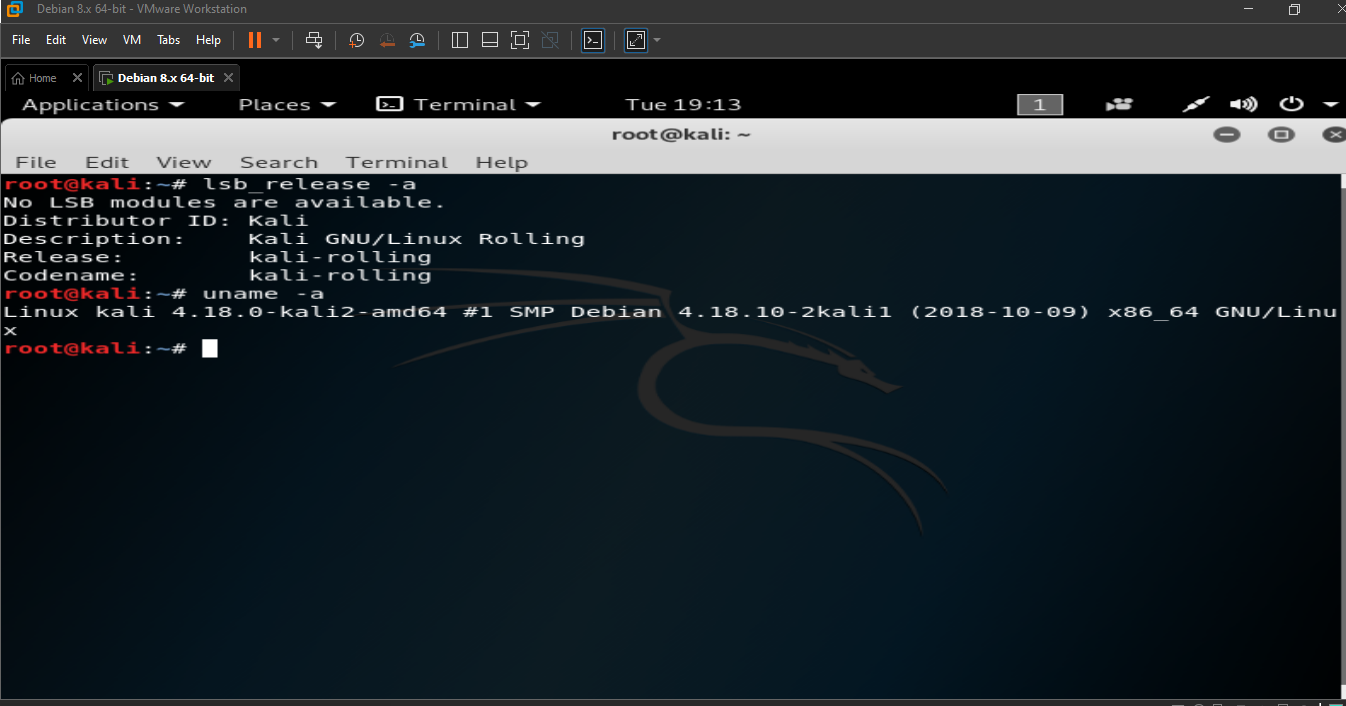 Debian 8.x 64-bit - VMware Workstation
File Edit View VM Tabs Help
Home Debian 8.x 64-bit
Applications Places Terminal Tue 19:13 1
root@kali: ~
File Edit View Search Terminal Help
root@kali:~# lsb_release -a
No LSB modules are available.
Distributor ID: Kali
Description: Kali GNU/Linux Rolling
Release: kali-rolling
Codename: kali-rolling
root@kali:~# uname -a
Linux kali 4.18.0-kali2-amd64 #1 SMP Debian 4.18.10-2kali1 (2018-10-09) x86_64 GNU/Linu
x
root@kali:~#